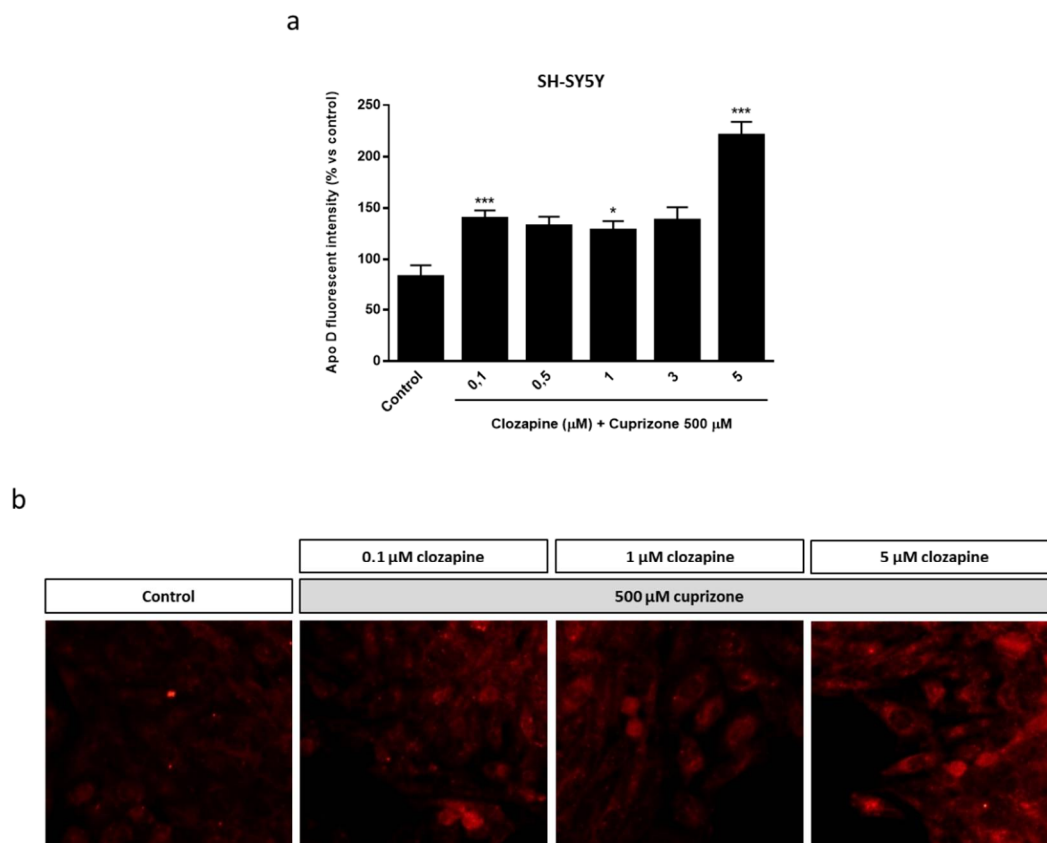 a
SH-SY5Y
Apo D fluorescent intensity (% vs control)
250
200
150
100
50
0
***
*
***
Control
0,1
0,5
1
3
5
Clozapine (µM) + Cuprizone 500 µM
b
0.1 µM clozapine
1 µM clozapine
5 µM clozapine
Control
500 µM cuprizone